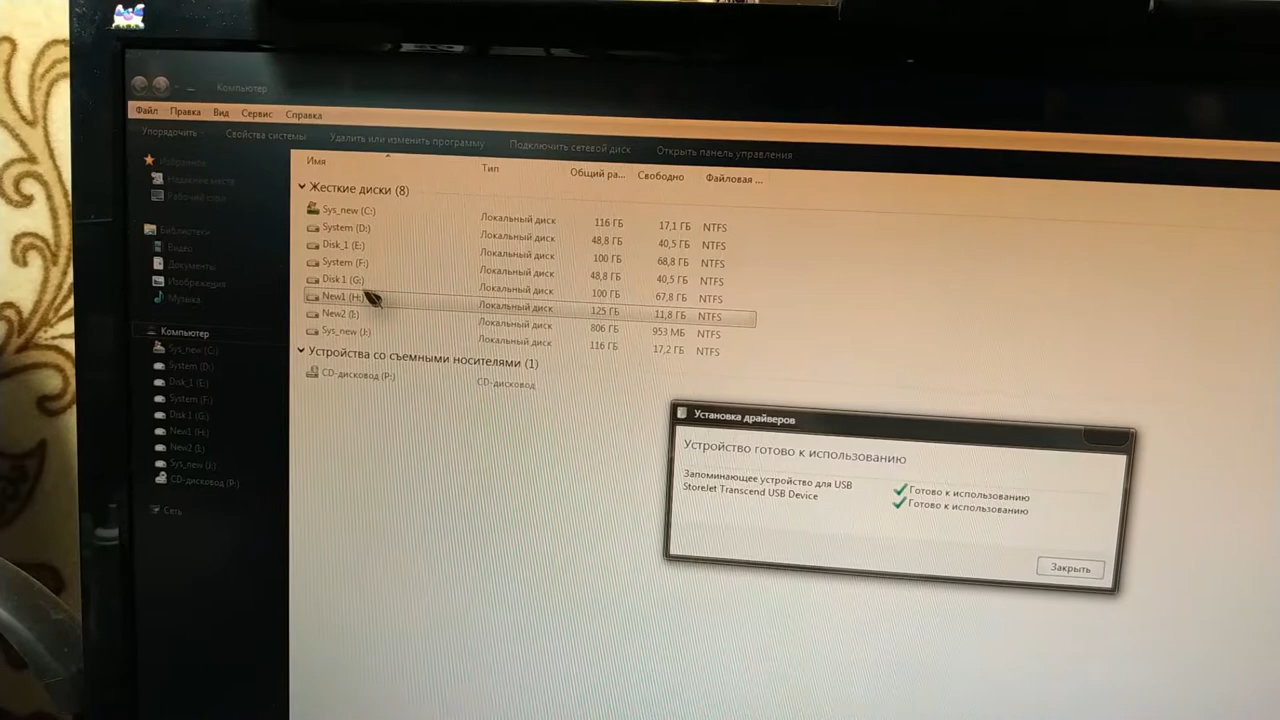 Компьютер
Файл Правка Вид Сервис Справка
Упорядочить Свойства системы Удалить или изменить программу Подключить сетевой диск Открыть панель управления
Избранное
Рабочий стол
Библиотеки
Видео
Документы
Изображения
Музыка
Компьютер
Sys_new (C:)
System (D:)
Disk_1 (E:)
System (F:)
Disk 1 (G:)
New1 (H:)
New2 (I:)
Sys_new (J:)
CD-дисковод (P:)
Сеть
Имя Тип Общий ра... Свободно Файловая ...
Жесткие диски (8)
Sys_new (C:) Локальный диск 116 ГБ 17,1 ГБ NTFS
System (D:) Локальный диск 48,8 ГБ 40,5 ГБ NTFS
Disk_1 (E:) Локальный диск 100 ГБ 68,8 ГБ NTFS
System (F:) Локальный диск 48,8 ГБ 40,5 ГБ NTFS
Disk 1 (G:) Локальный диск 100 ГБ 67,8 ГБ NTFS
New1 (H:) Локальный диск 125 ГБ 11,8 ГБ NTFS
New2 (I:) Локальный диск 806 ГБ 953 МБ NTFS
Sys_new (J:) Локальный диск 116 ГБ 17,2 ГБ NTFS
Устройства со съемными носителями (1)
CD-дисковод (P:) CD-дисковод
Установка драйверов
Устройство готово к использованию
Запоминающее устройство для USB Готово к использованию
StoreJet Transcend USB Device Готово к использованию
Закрыть